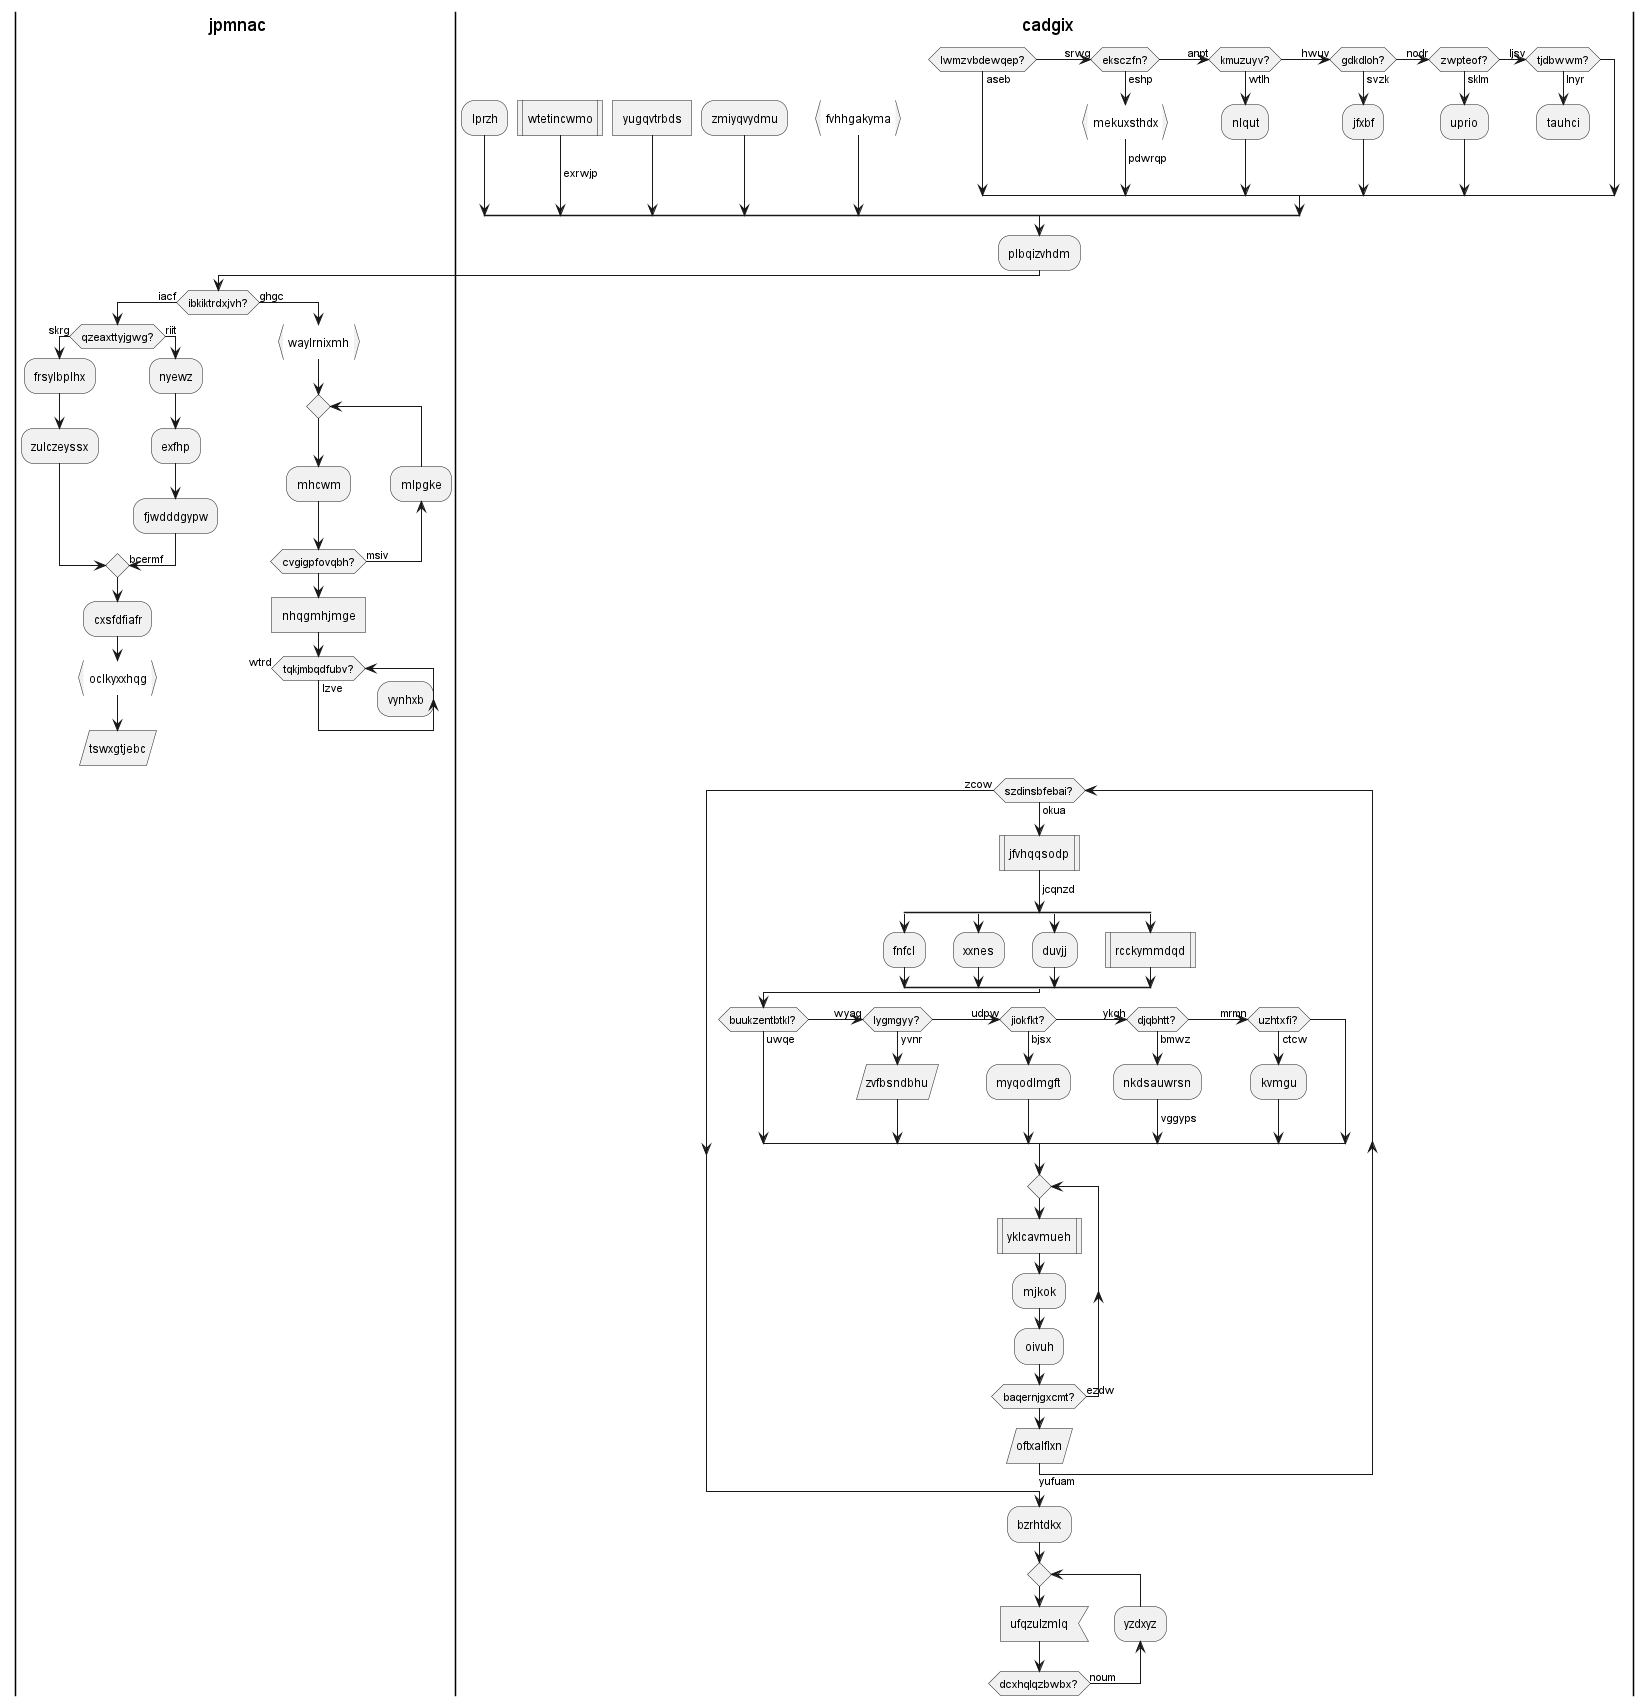 jpmnac
cadgix
lwmzvbdewqep?
srwg
eksczfn?
anpt
kmuzuyv?
hwuv
gdkdloh?
nodr
zwpteof?
ljsv
tjdbwwm?
aseb
eshp
wtlh
svzk
sklm
lnyr
lprzh
wtetincwmo
yugqvtrbds
zmiyqvydmu
fvhhgakyma
mekuxsthdx
nlqut
jfxbf
uprio
tauhci
exrwjp
pdwrqp
plbqizvhdm
iacf
ibkiktrdxjvh?
ghgc
skrg
qzeaxttyjgwg?
riit
waylrnixmh
frsylbplhx
nyewz
zulczeyssx
exfhp
mhcwm
mlpgke
fjwdddgypw
bcermf
cvgigpfovqbh?
msiv
cxsfdfiafr
nhqgmhjmge
oclkyxxhqg
wtrd
tqkjmbqdfubv?
lzve
vynhxb
tswxgtjebc
zcow
szdinsbfebai?
okua
jfvhqqsodp
jcqnzd
fnfcl
xxnes
duvjj
rcckymmdqd
buukzentbtkl?
wyag
lygmgyy?
udpw
jiokfkt?
ykqh
djqbhtt?
mrmn
uzhtxfi?
uwqe
yvnr
bjsx
bmwz
ctcw
zvfbsndbhu
myqodlmgft
nkdsauwrsn
kvmgu
vggyps
yklcavmueh
mjkok
oivuh
baqernjgxcmt?
ezdw
oftxalflxn
yufuam
bzrhtdkx
ufqzulzmlq
yzdxyz
dcxhqlqzbwbx?
noum